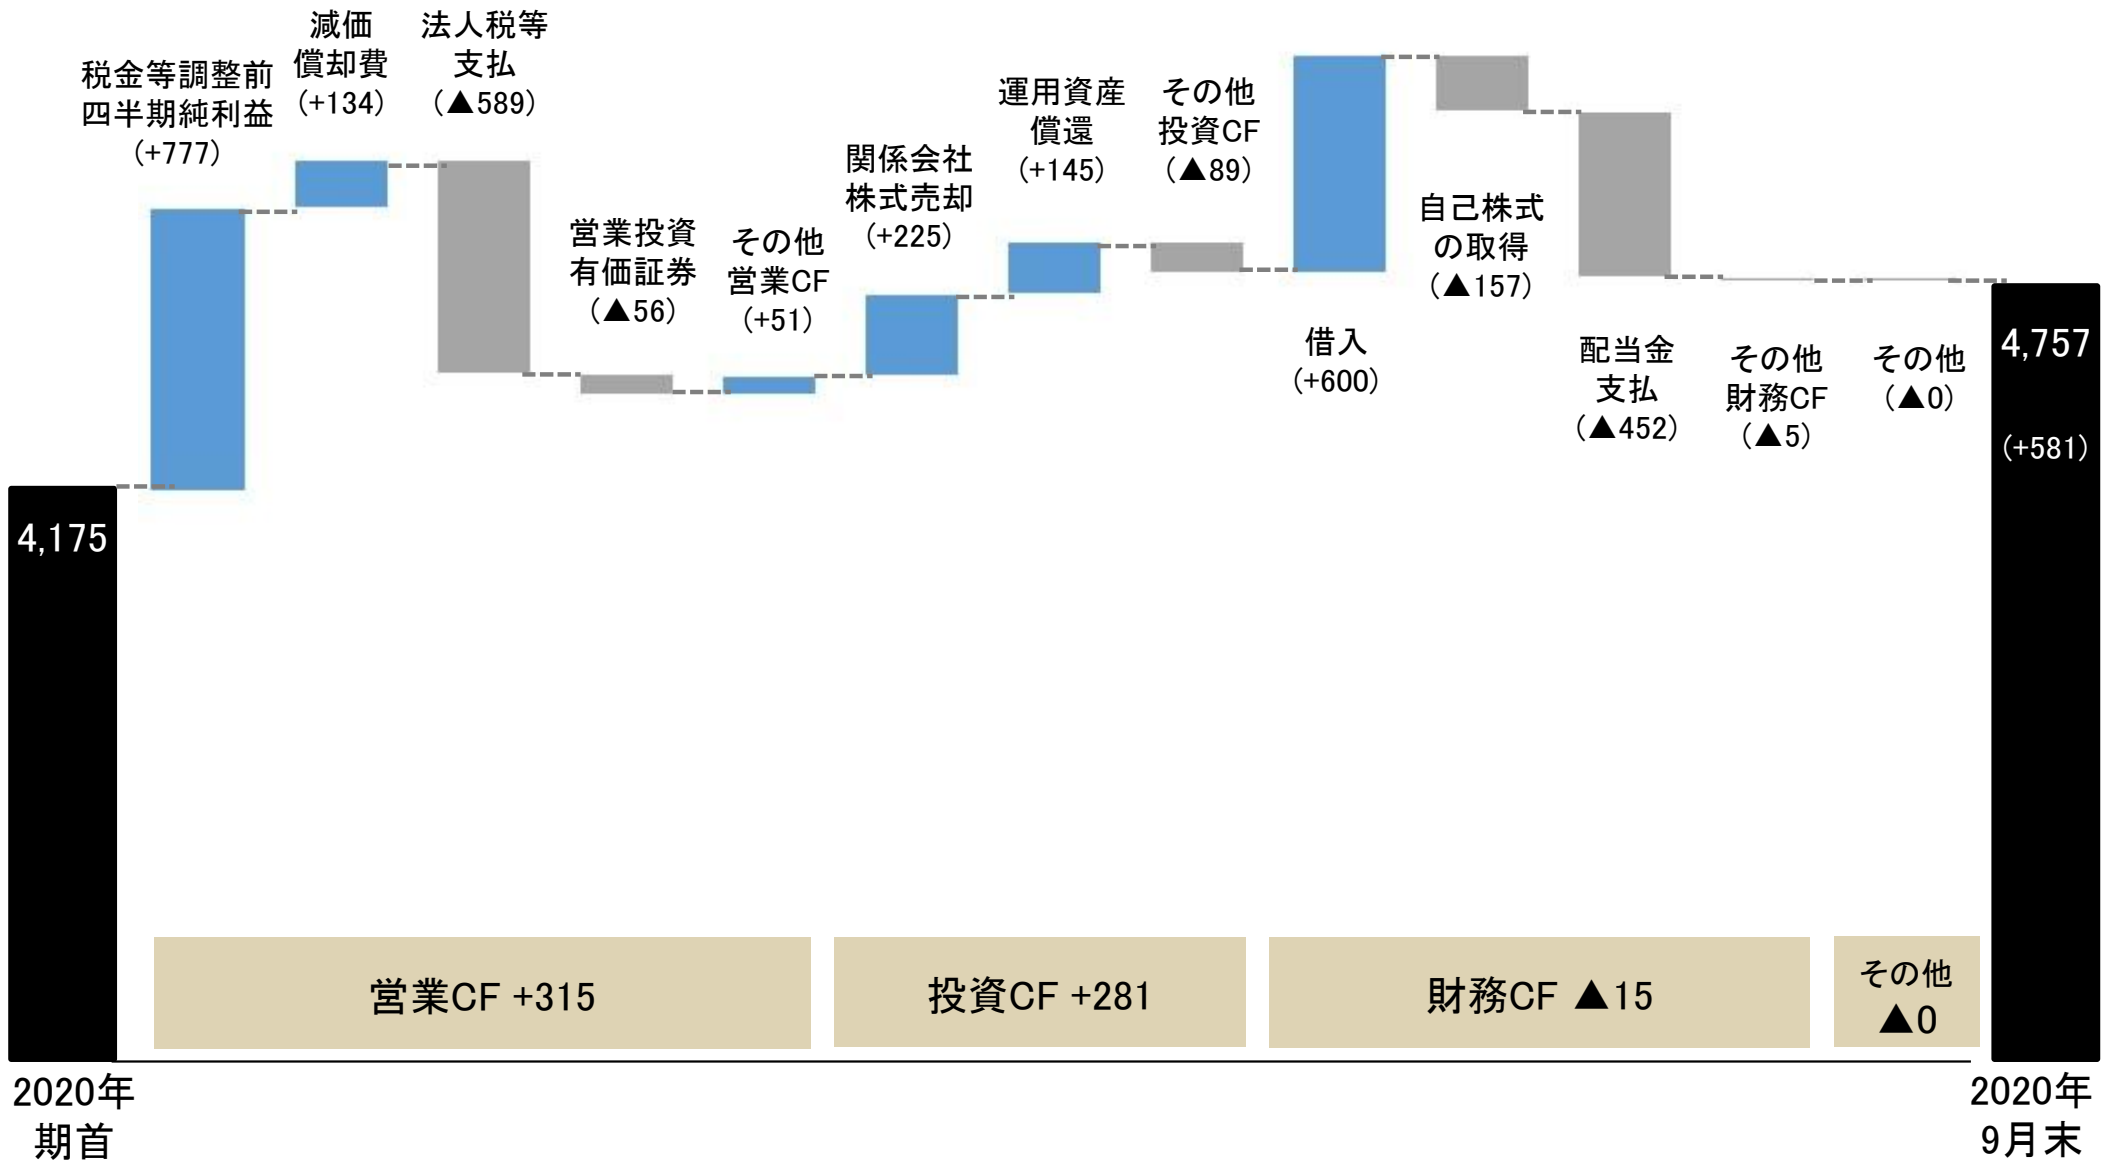 税金等調整前
四半期純利益
(+777)
減価
償却費
(+134)
法人税等
支払
(▲589)
営業投資
有価証券
(▲56)
その他
営業CF
(+51)
関係会社
株式売却
(+225)
運用資産
償還
(+145)
その他
投資CF
(▲89)
借入
(+600)
自己株式
の取得
(▲157)
配当金
支払
(▲452)
その他
財務CF
(▲5)
その他
(▲0)
4,175
4,757
(+581)
営業CF +315
投資CF +281
財務CF ▲15
その他
▲0
2020年
期首
2020年
9月末